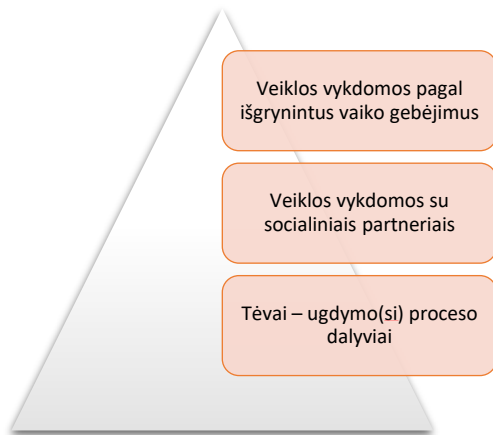 Veiklos vykdomos pagal
išgrynintus vaiko gebėjimus
Veiklos vykdomos su
socialiniais partneriais
Tėvai – ugdymo(si) proceso
dalyviai